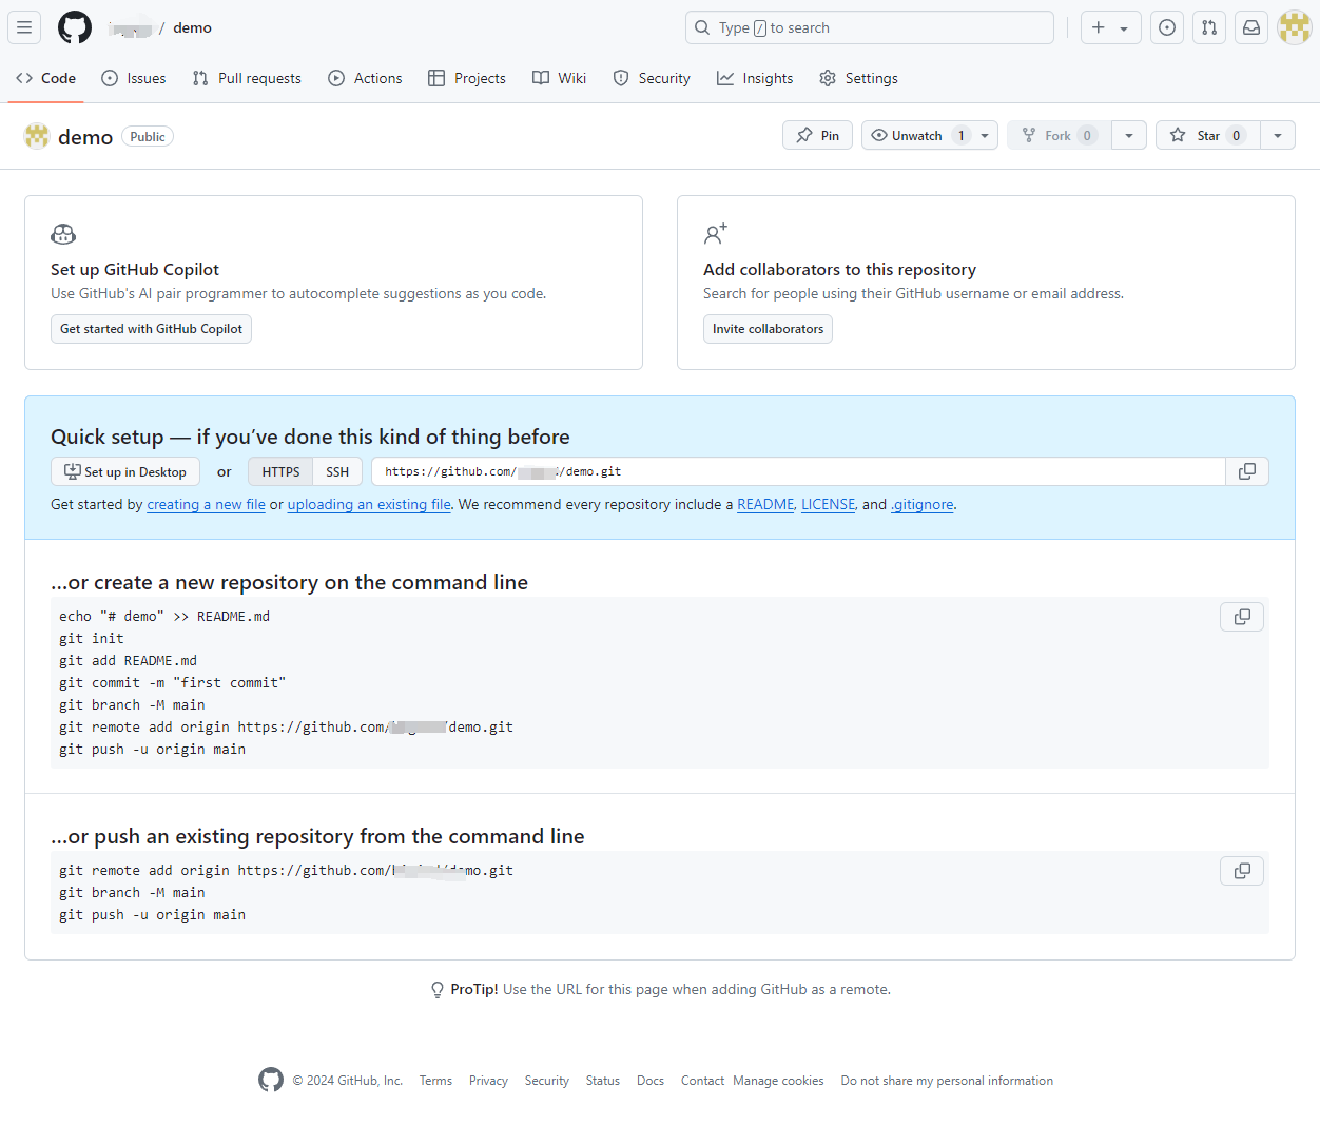 / demo
Type / to search
Code Issues Pull requests Actions Projects Wiki Security Insights Settings
demo Public
Pin Unwatch 1 Fork 0 Star 0
Set up GitHub Copilot
Use GitHub's AI pair programmer to autocomplete suggestions as you code.
Get started with GitHub Copilot
Add collaborators to this repository
Search for people using their GitHub username or email address.
Invite collaborators
Quick setup — if you've done this kind of thing before
Set up in Desktop or HTTPS SSH https://github.com/ /demo.git
Get started by creating a new file or uploading an existing file. We recommend every repository include a README, LICENSE, and .gitignore.
...or create a new repository on the command line
echo "# demo" >> README.md
git init
git add README.md
git commit -m "first commit"
git branch -M main
git remote add origin https://github.com/ /demo.git
git push -u origin main
...or push an existing repository from the command line
git remote add origin https://github.com/ mo.git
git branch -M main
git push -u origin main
ProTip! Use the URL for this page when adding GitHub as a remote.
© 2024 GitHub, Inc. Terms Privacy Security Status Docs Contact Manage cookies Do not share my personal information